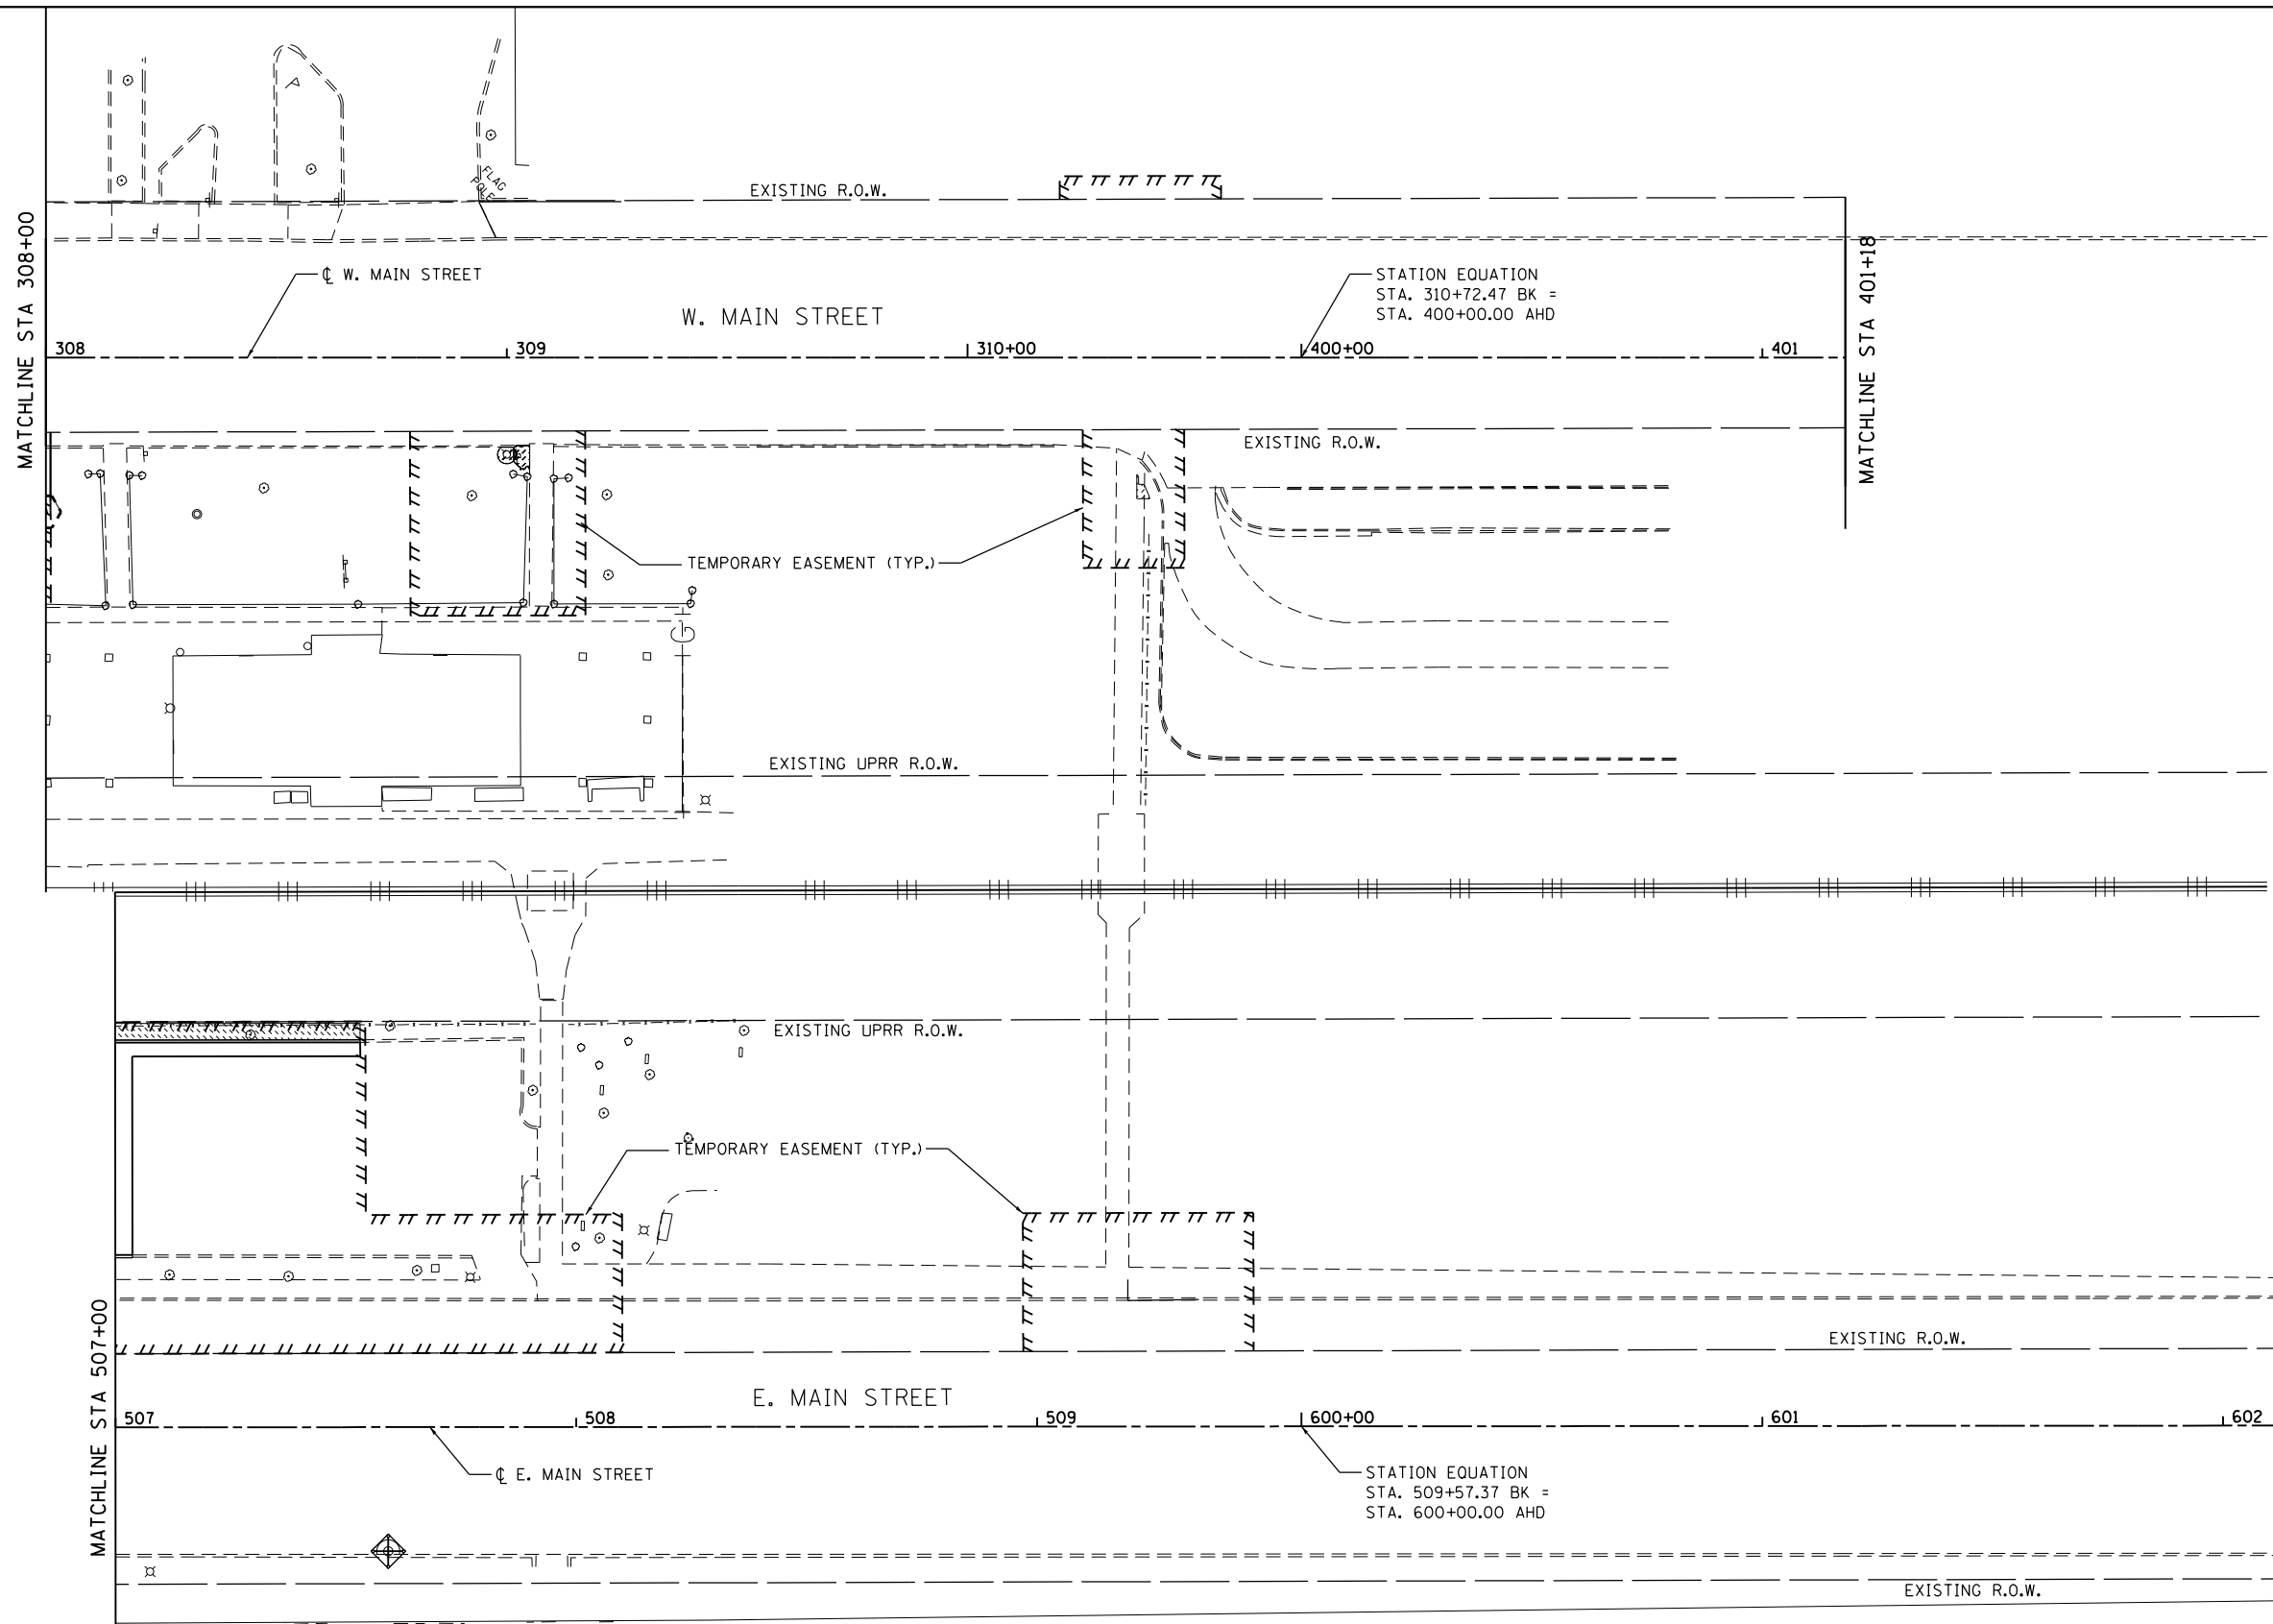 FLAG
POLE
EXISTING R.O.W.
MATCHLINE STA 308+00
℄ W. MAIN STREET
W. MAIN STREET
STATION EQUATION
STA. 310+72.47 BK =
STA. 400+00.00 AHD
MATCHLINE STA 401+18
308
309
310+00
400+00
401
EXISTING R.O.W.
TEMPORARY EASEMENT (TYP.)
G
EXISTING UPRR R.O.W.
EXISTING UPRR R.O.W.
TEMPORARY EASEMENT (TYP.)
EXISTING R.O.W.
MATCHLINE STA 507+00
E. MAIN STREET
507
508
509
600+00
601
602
℄ E. MAIN STREET
STATION EQUATION
STA. 509+57.37 BK =
STA. 600+00.00 AHD
EXISTING R.O.W.